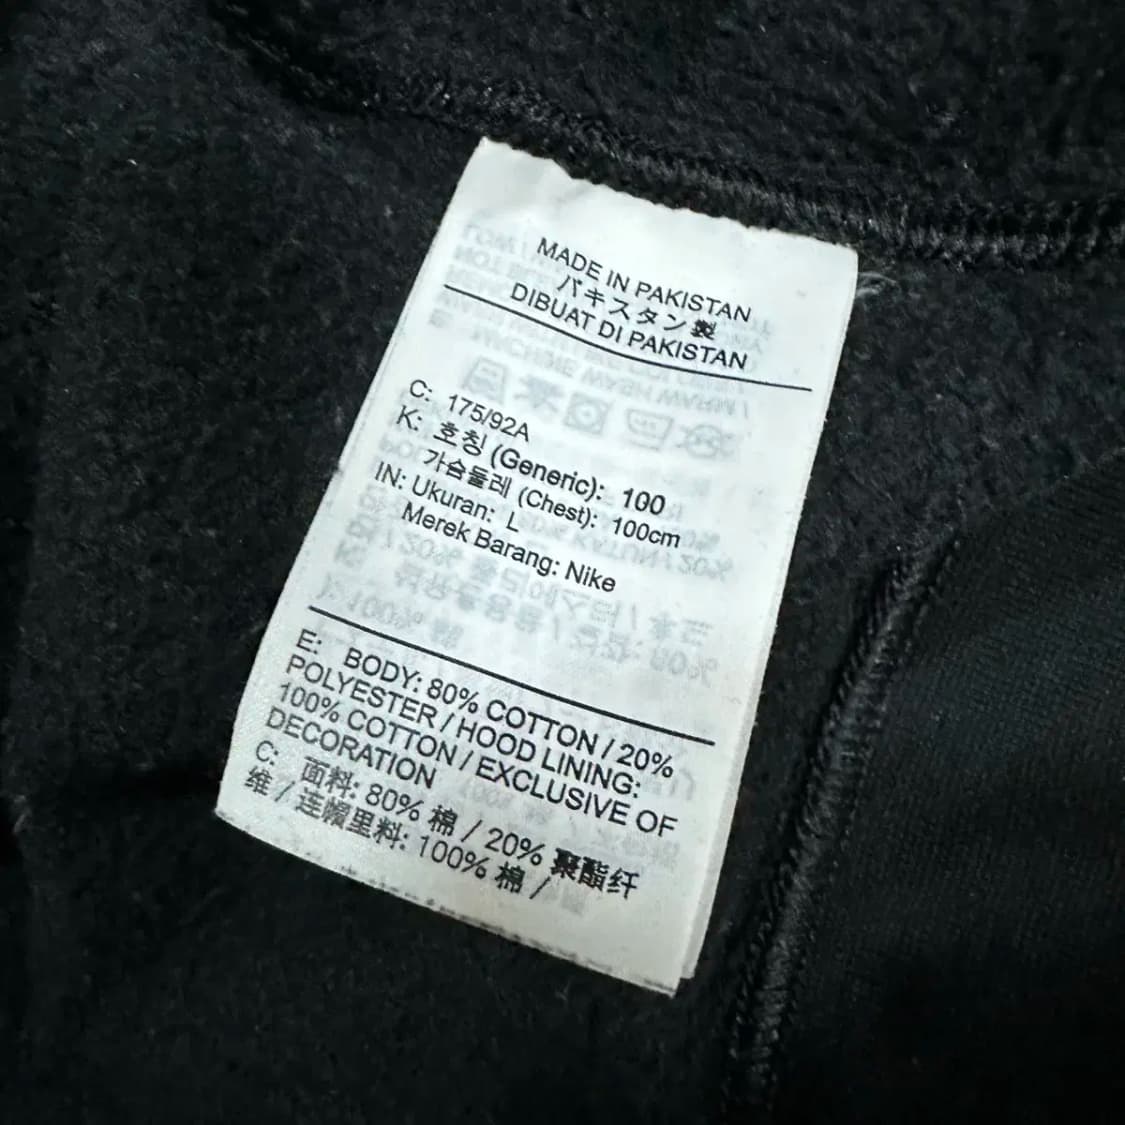 MADE IN PAKISTAN
パキスタン製
DIBUAT DI PAKISTAN
C: 175/92A
K: 호칭 (Generic): 100
가슴둘레 (Chest): 100cm
IN: Ukuran: L
Merek Barang: Nike
E: BODY: 80% COTTON / 20%
POLYESTER / HOOD LINING:
100% COTTON / EXCLUSIVE OF
DECORATION
C: 面料: 80% 棉 / 20% 聚酯纤
维 / 连帽里料: 100% 棉 /